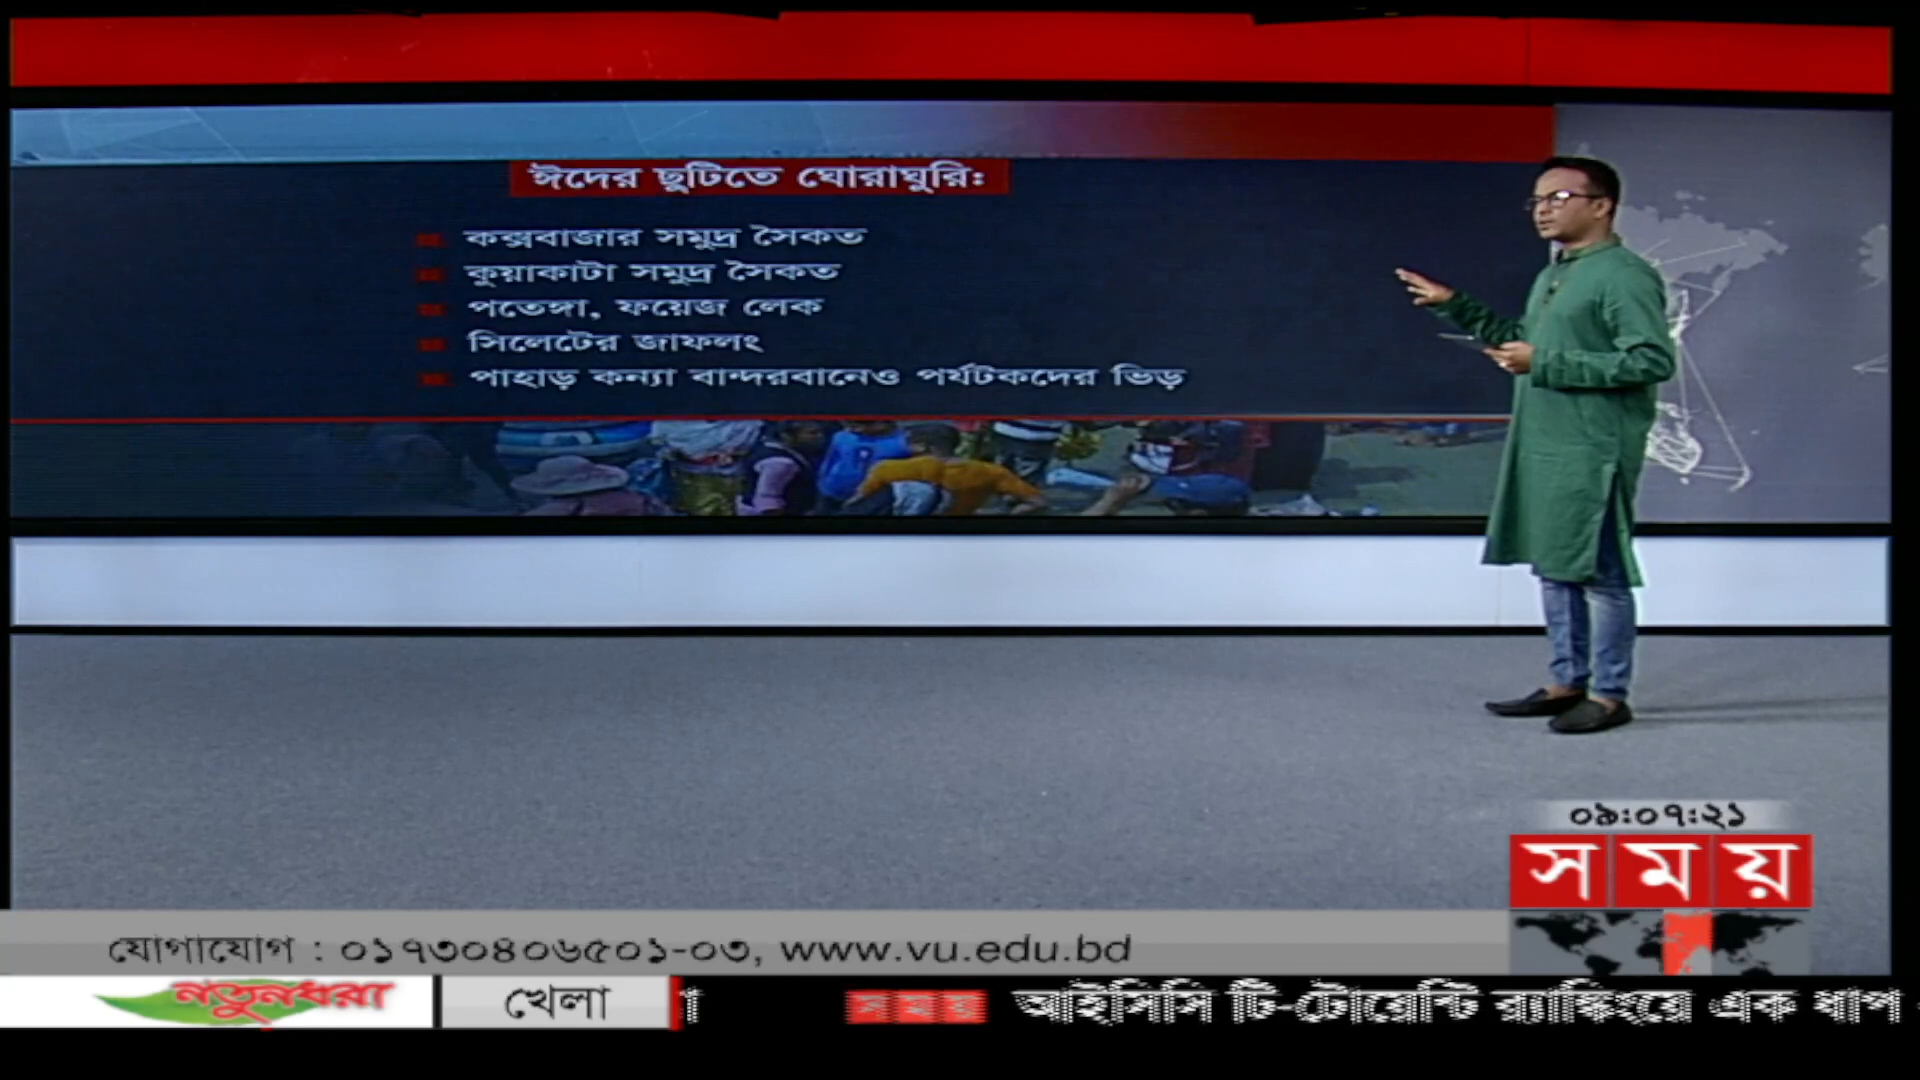 ঈদের ছুটিতে ঘোরাঘুরিঃ
কক্সবাজার সমুদ্র সৈকত
কুয়াকাটা সমুদ্র সৈকত
পতেঙ্গা, ফয়েজ লেক
সিলেটের জাফলং
পাহাড় কন্যা বান্দরবানেও পর্যটকদের ভিড়
০৯:০৭:২১
সময়
যোগাযোগ : ০১৭৩০৪০৬৫০১-০৩, www.vu.edu.bd
নতুনধরা খেলা সময় আইসিসি টি-টোয়েন্টি র‍্যাঙ্কিংয়ে এক ধাপ